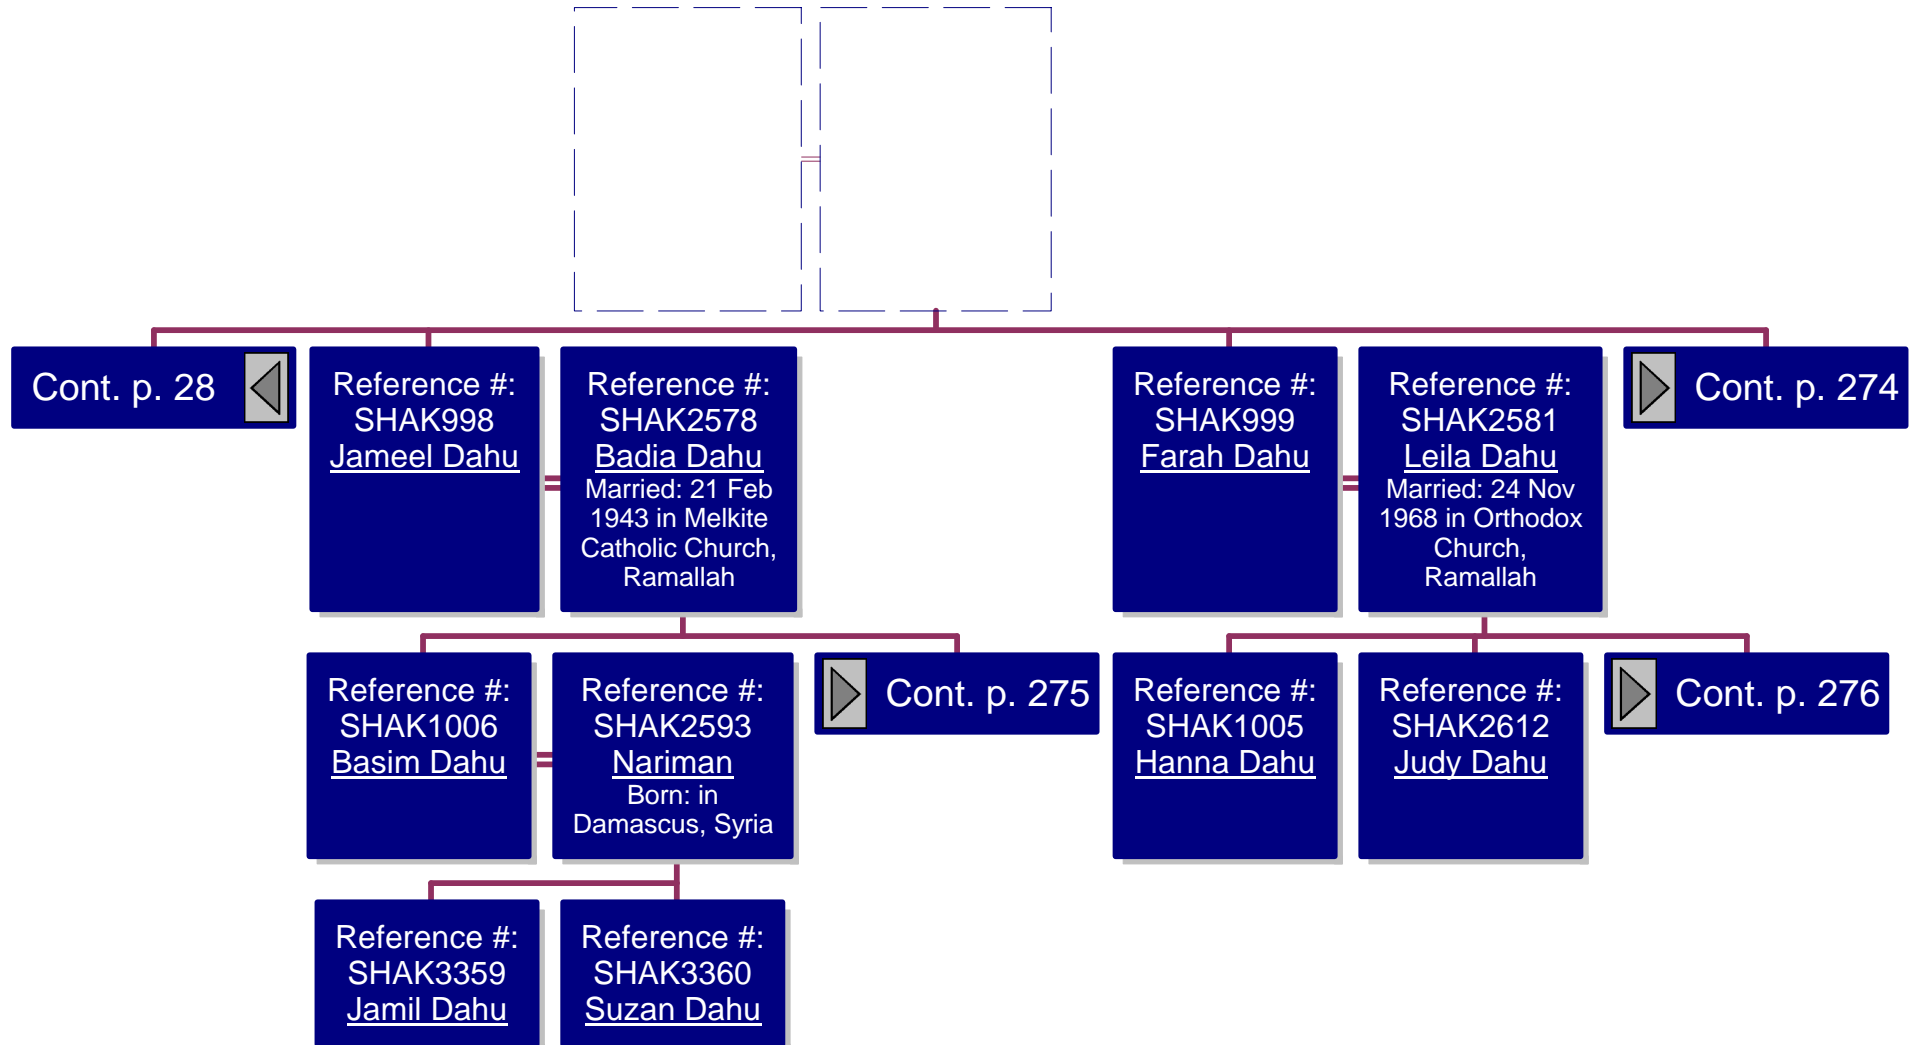 Cont. p. 28
Reference #:
SHAK998
Jameel Dahu
Reference #:
SHAK2578
Badia Dahu
Married: 21 Feb
1943 in Melkite
Catholic Church,
Ramallah
Reference #:
SHAK999
Farah Dahu
Reference #:
SHAK2581
Leila Dahu
Married: 24 Nov
1968 in Orthodox
Church,
Ramallah
Cont. p. 274
Reference #:
SHAK1006
Basim Dahu
Reference #:
SHAK2593
Nariman
Born: in
Damascus, Syria
Cont. p. 275
Reference #:
SHAK1005
Hanna Dahu
Reference #:
SHAK2612
Judy Dahu
Cont. p. 276
Reference #:
SHAK3359
Jamil Dahu
Reference #:
SHAK3360
Suzan Dahu